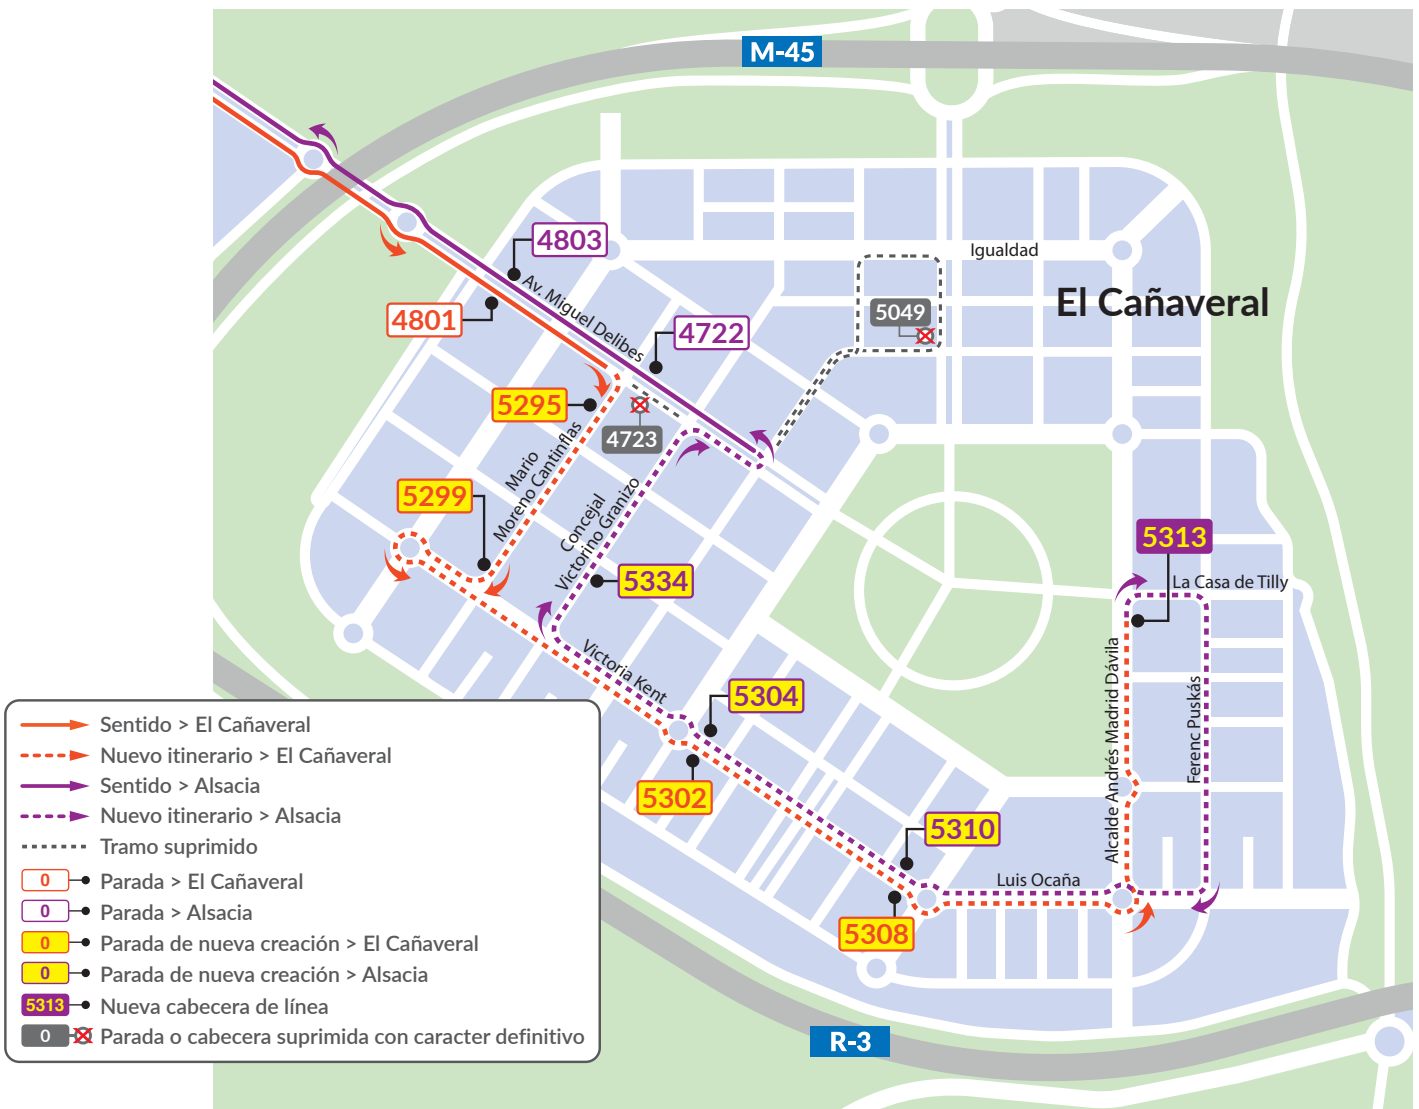 M-45
4803
Igualdad
El Cañaveral
Av. Miguel Delibes
4801
4722
5049
5295
4723
Mario
Moreno Cantinflas
5299
Concejal
Victorino Granizo
5334
5313
La Casa de Tilly
Victoria Kent
5304
5302
Alcalde Andrés Madrid Dávila
Ferenc Puskás
5310
Luis Ocaña
5308
R-3
Sentido > El Cañaveral
Nuevo itinerario > El Cañaveral
Sentido > Alsacia
Nuevo itinerario > Alsacia
Tramo suprimido
0 Parada > El Cañaveral
0 Parada > Alsacia
0 Parada de nueva creación > El Cañaveral
0 Parada de nueva creación > Alsacia
5313 Nueva cabecera de línea
0 Parada o cabecera suprimida con caracter definitivo